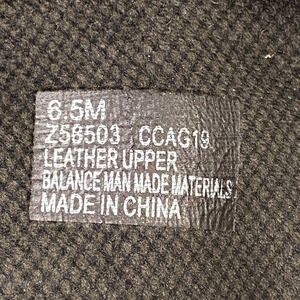 6.5M
Z58503 CCAG19
LEATHER UPPER
BALANCE MAN MADE MATERIALS
MADE IN CHINA